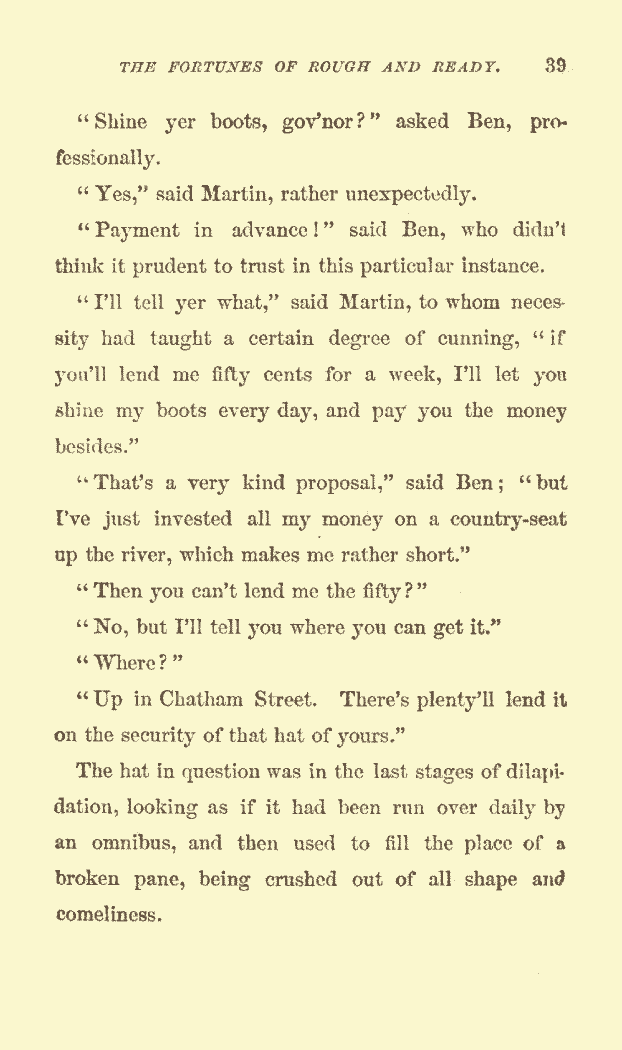 THE FORTUNES OF ROUGH AND READY. 39
"Shine yer boots, gov'nor?" asked Ben, pro-
fessionally.
"Yes," said Martin, rather unexpectedly.
"Payment in advance!" said Ben, who didn't
think it prudent to trust in this particular instance.
"I'll tell yer what," said Martin, to whom neces-
sity had taught a certain degree of cunning, "if
you'll lend me fifty cents for a week, I'll let you
shine my boots every day, and pay you the money
besides."
"That's a very kind proposal," said Ben; "but
I've just invested all my money on a country-seat
up the river, which makes me rather short."
"Then you can't lend me the fifty?"
"No, but I'll tell you where you can get it."
"Where?"
"Up in Chatham Street. There's plenty'll lend it
on the security of that hat of yours."
The hat in question was in the last stages of dilapi-
dation, looking as if it had been run over daily by
an omnibus, and then used to fill the place of a
broken pane, being crushed out of all shape and
comeliness.